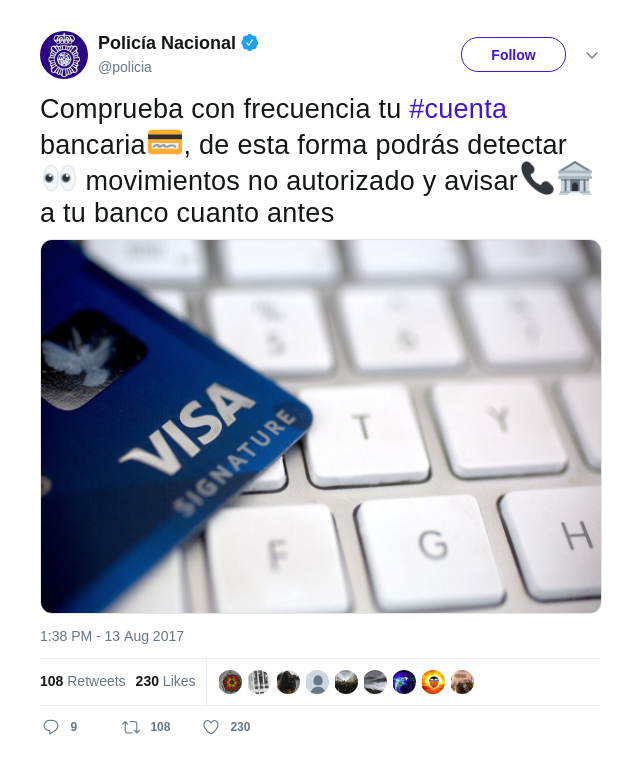 Policía Nacional
@policia
Follow
Comprueba con frecuencia tu #cuenta
bancaria💳, de esta forma podrás detectar
👀 movimientos no autorizado y avisar📞🏛
a tu banco cuanto antes
%
5
6
7
VISA
SIGNATURE
T
Y
F
G
H
1:38 PM - 13 Aug 2017
108 Retweets 230 Likes
9 108 230